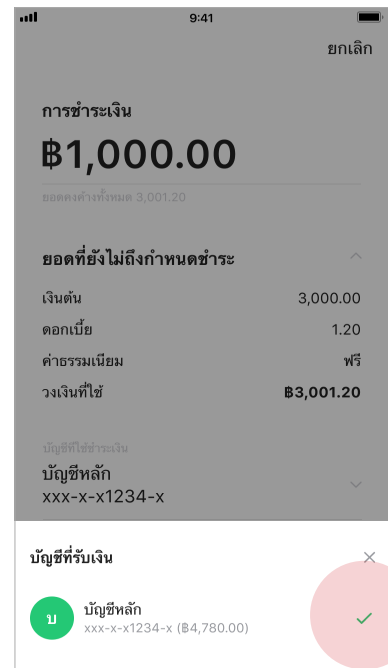 9:41
ยกเลิก
การชำระเงิน
฿1,000.00
ยอดคงค้างทั้งหมด 3,001.20
ยอดที่ยังไม่ถึงกำหนดชำระ
เงินต้น 3,000.00
ดอกเบี้ย 1.20
ค่าธรรมเนียม ฟรี
วงเงินที่ใช้ ฿3,001.20
บัญชีที่ใช้ชำระเงิน
บัญชีหลัก
xxx-x-x1234-x
บัญชีที่รับเงิน
บ บัญชีหลัก
xxx-x-x1234-x (฿4,780.00)